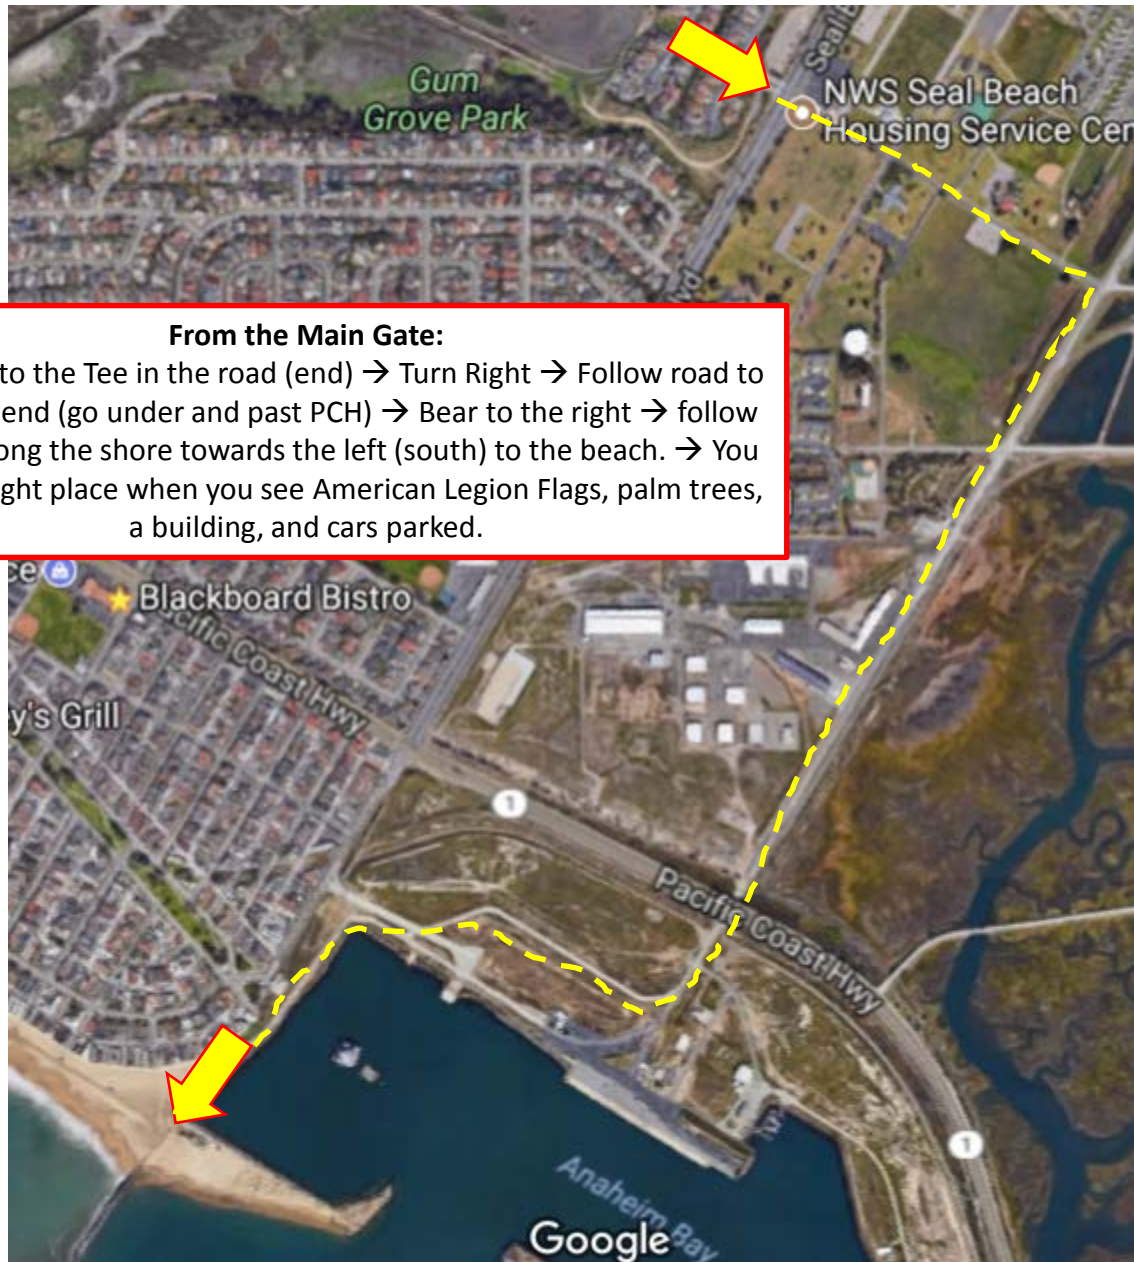 Seal B
Gum
Grove Park
NWS Seal Beach
Housing Service Cen
lvd
From the Main Gate:
to the Tee in the road (end) → Turn Right → Follow road to
end (go under and past PCH) → Bear to the right → follow
ong the shore towards the left (south) to the beach. → You
ght place when you see American Legion Flags, palm trees,
a building, and cars parked.
ce
Blackboard Bistro
Pacific Coast Hwy
y's Grill
1
Pacific Coast Hwy
1
Anaheim Bay
Google